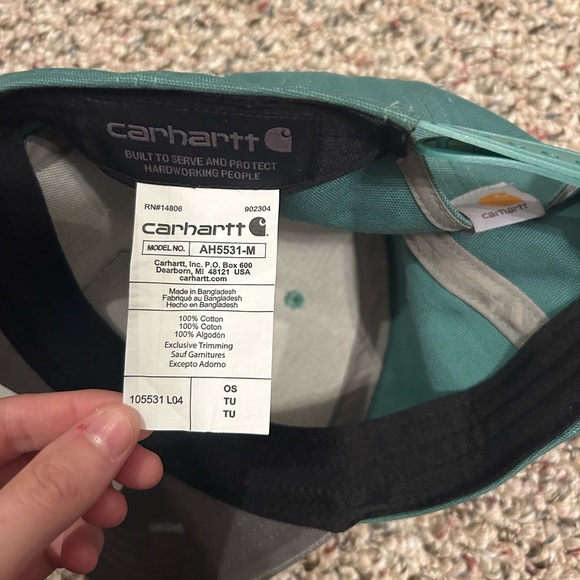 carhartt
BUILT TO SERVE AND PROTECT
HARDWORKING PEOPLE
carhartt
RN#14806 902304
carhartt
MODEL NO. AH5531-M
Carhartt, Inc. P.O. Box 600
Dearborn, MI 48121 USA
carhartt.com
Made in Bangladesh
Fabriqué au Bangladesh
Hecho en Bangladesh
100% Cotton
100% Coton
100% Algodón
Exclusive Trimming
Sauf Garnitures
Excepto Adorno
105531 L04
OS
TU
TU